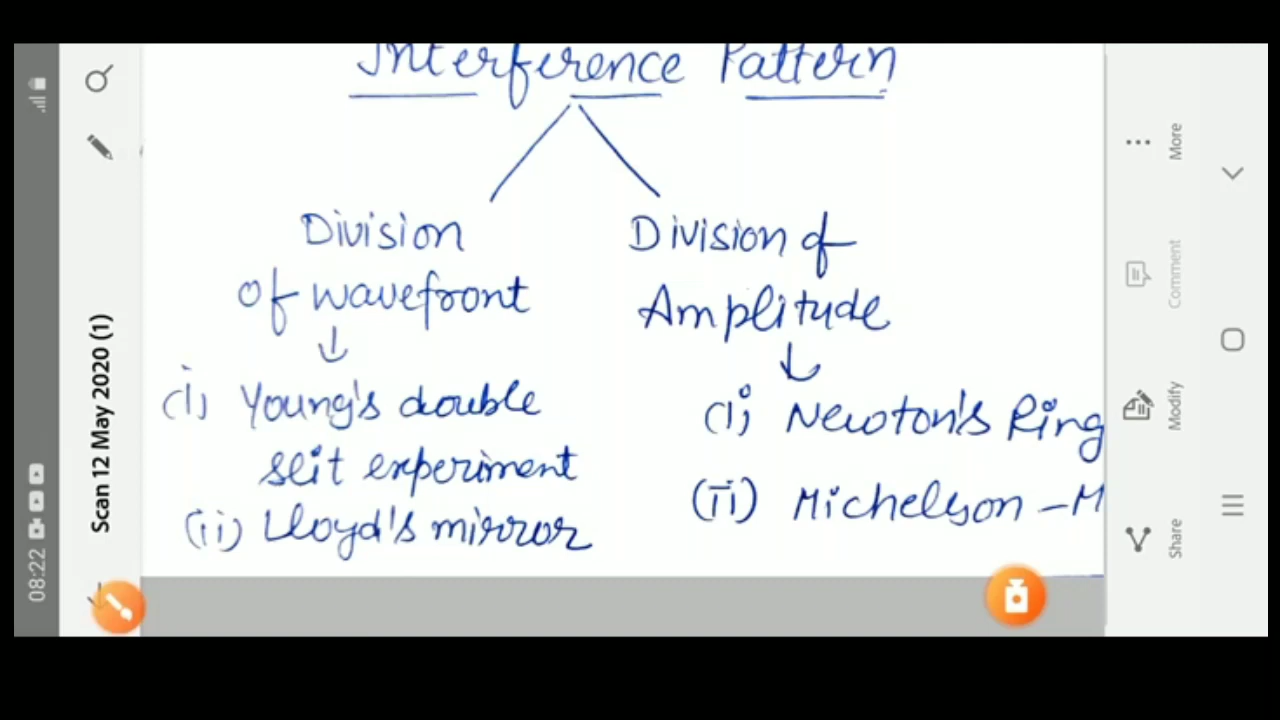 Interference Pattern
Division
of wavefront
↓
(i) Young's double
slit experiment
(ii) Lloyd's mirror
Division of
Amplitude
↓
(i) Newton's Ring
(ii) Michelson - M
More
Comment
Modify
Share
Scan 12 May 2020 (1)
08:22